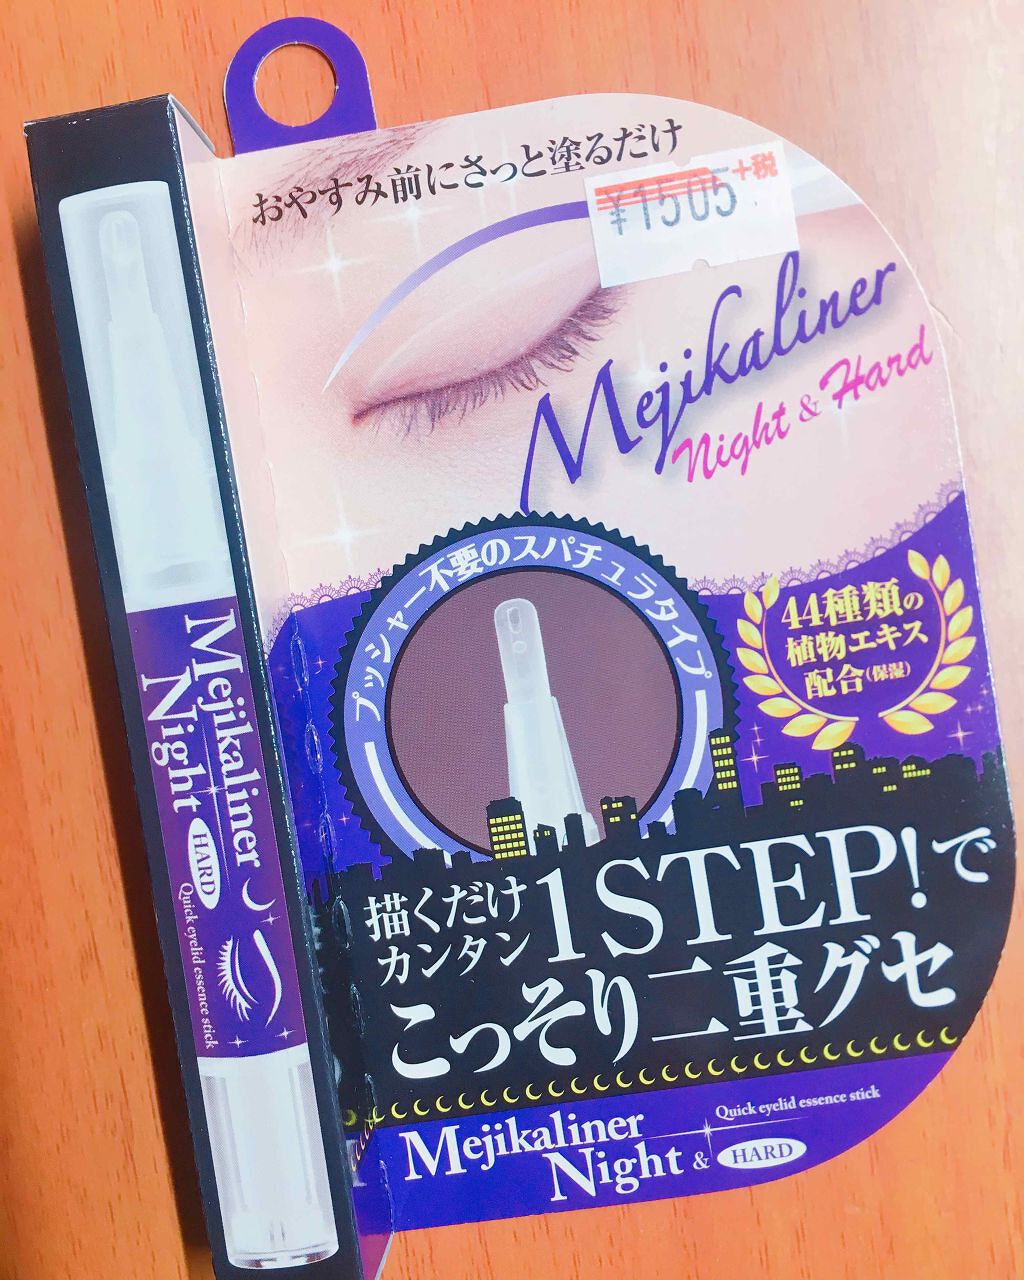 おやすみ前にさっと塗るだけ
¥1505+税
Mejikaliner
Night & Hard
プッシャー不要のスパチュラタイプ
44種類の
植物エキス
配合(保湿)
描くだけ
カンタン
1STEP!で
こっそり二重グセ
Mejikaliner
Night & HARD
Quick eyelid essence stick
Mejikaliner
Night
HARD
Quick eyelid essence stick